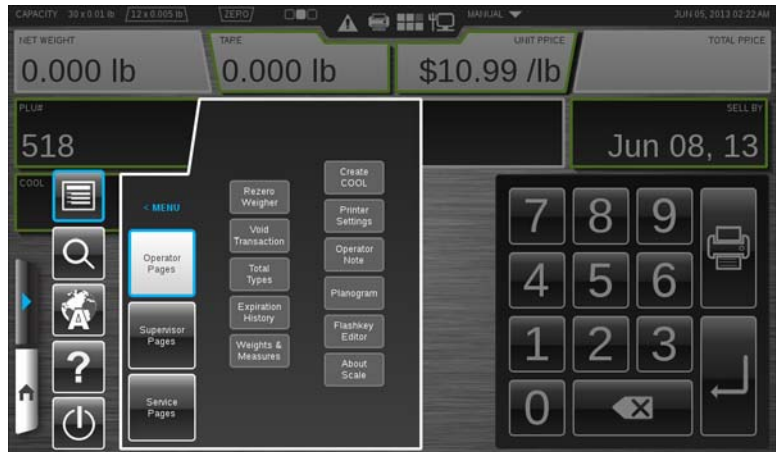 CAPACITY 30 x 0.01 lb 12 x 0.005 lb ZERO MANUAL JUN 05, 2013 02:22 AM
NET WEIGHT TARE UNIT PRICE TOTAL PRICE
0.000 lb 0.000 lb $10.99 /lb
PLU# SELL BY
518 Jun 08, 13
COOL
< MENU
Operator
Pages
Supervisor
Pages
Service
Pages
Rezero
Weigher
Void
Transaction
Total
Types
Expiration
History
Weights &
Measures
Create
COOL
Printer
Settings
Operator
Note
Planogram
Flashkey
Editor
About
Scale
A
?
7 8 9
4 5 6
1 2 3
0